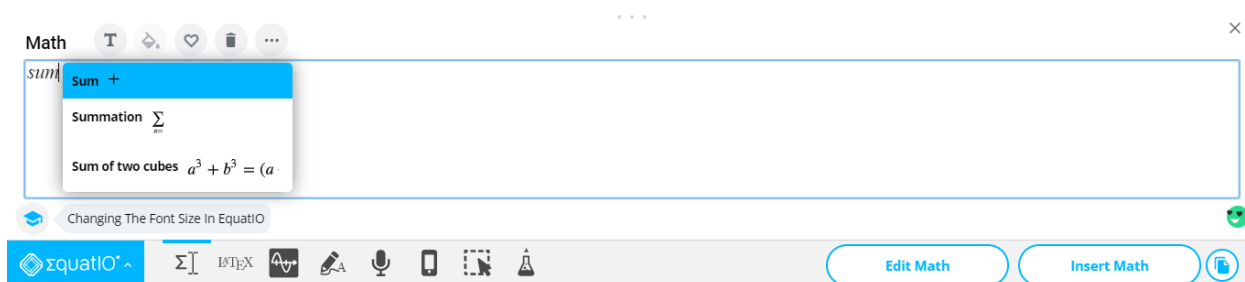 Math T
sum
Sum +
Summation ∑ n=
Sum of two cubes a³ + b³ = (a
Changing The Font Size In EquatIO
ΣquatIO˙ Σ LATEX A Edit Math Insert Math